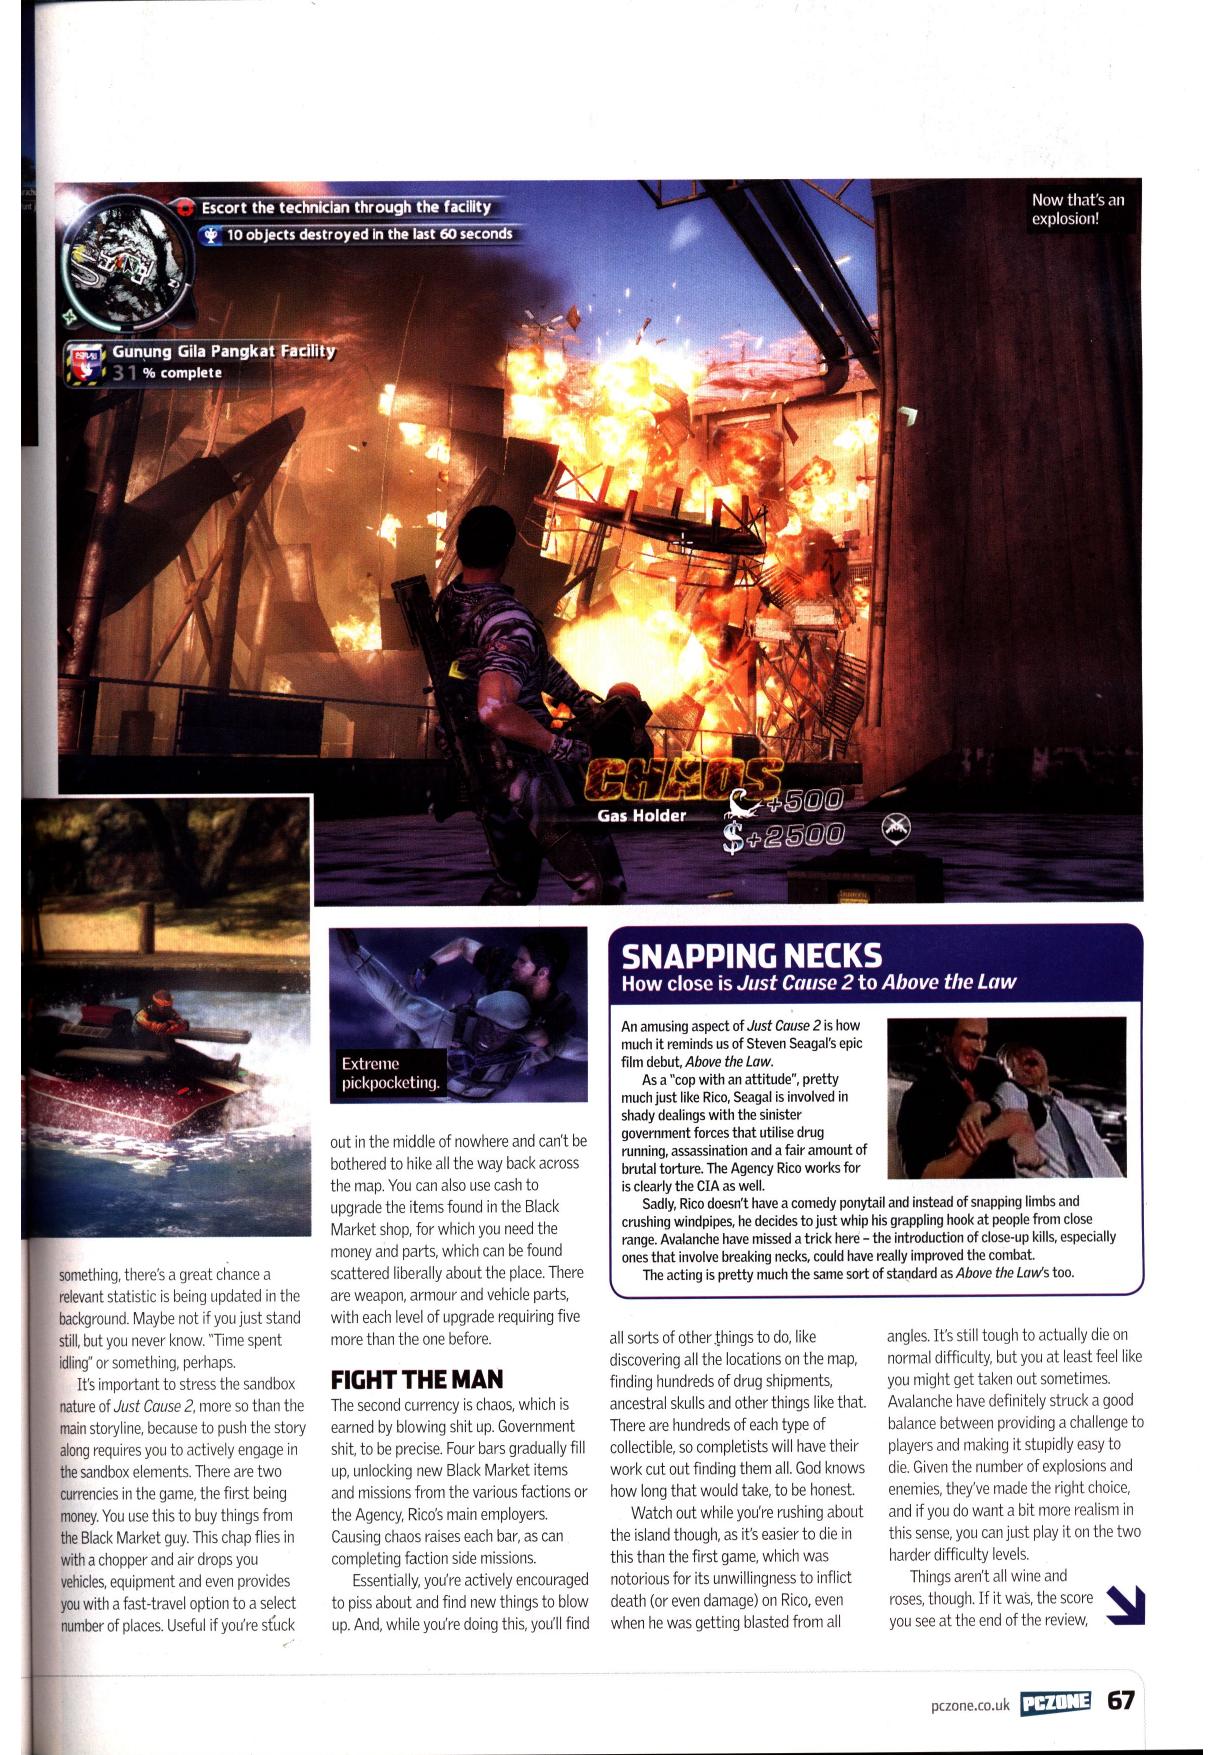 Escort the technician through the facility
10 objects destroyed in the last 60 seconds
Now that's an
explosion!
Gunung Gila Pangkat Facility
31 % complete
CHAOS
+500
Gas Holder
$+2500
Extreme
pickpocketing.
SNAPPING NECKS
How close is Just Cause 2 to Above the Law
An amusing aspect of Just Cause 2 is how
much it reminds us of Steven Seagal's epic
film debut, Above the Law.
As a "cop with an attitude", pretty
much just like Rico, Seagal is involved in
shady dealings with the sinister
government forces that utilise drug
running, assassination and a fair amount of
brutal torture. The Agency Rico works for
is clearly the CIA as well.
Sadly, Rico doesn't have a comedy ponytail and instead of snapping limbs and
crushing windpipes, he decides to just whip his grappling hook at people from close
range. Avalanche have missed a trick here – the introduction of close-up kills, especially
ones that involve breaking necks, could have really improved the combat.
The acting is pretty much the same sort of standard as Above the Law's too.
something, there's a great chance a
relevant statistic is being updated in the
background. Maybe not if you just stand
still, but you never know. "Time spent
idling" or something, perhaps.
It's important to stress the sandbox
nature of Just Cause 2, more so than the
main storyline, because to push the story
along requires you to actively engage in
the sandbox elements. There are two
currencies in the game, the first being
money. You use this to buy things from
the Black Market guy. This chap flies in
with a chopper and air drops you
vehicles, equipment and even provides
you with a fast-travel option to a select
number of places. Useful if you're stuck
out in the middle of nowhere and can't be
bothered to hike all the way back across
the map. You can also use cash to
upgrade the items found in the Black
Market shop, for which you need the
money and parts, which can be found
scattered liberally about the place. There
are weapon, armour and vehicle parts,
with each level of upgrade requiring five
more than the one before.
FIGHT THE MAN
The second currency is chaos, which is
earned by blowing shit up. Government
shit, to be precise. Four bars gradually fill
up, unlocking new Black Market items
and missions from the various factions or
the Agency, Rico's main employers.
Causing chaos raises each bar, as can
completing faction side missions.
Essentially, you're actively encouraged
to piss about and find new things to blow
up. And, while you're doing this, you'll find
all sorts of other things to do, like
discovering all the locations on the map,
finding hundreds of drug shipments,
ancestral skulls and other things like that.
There are hundreds of each type of
collectible, so completists will have their
work cut out finding them all. God knows
how long that would take, to be honest.
Watch out while you're rushing about
the island though, as it's easier to die in
this than the first game, which was
notorious for its unwillingness to inflict
death (or even damage) on Rico, even
when he was getting blasted from all
angles. It's still tough to actually die on
normal difficulty, but you at least feel like
you might get taken out sometimes.
Avalanche have definitely struck a good
balance between providing a challenge to
players and making it stupidly easy to
die. Given the number of explosions and
enemies, they've made the right choice,
and if you do want a bit more realism in
this sense, you can just play it on the two
harder difficulty levels.
Things aren't all wine and
roses, though. If it was, the score
you see at the end of the review,
pczone.co.uk PCZONE 67